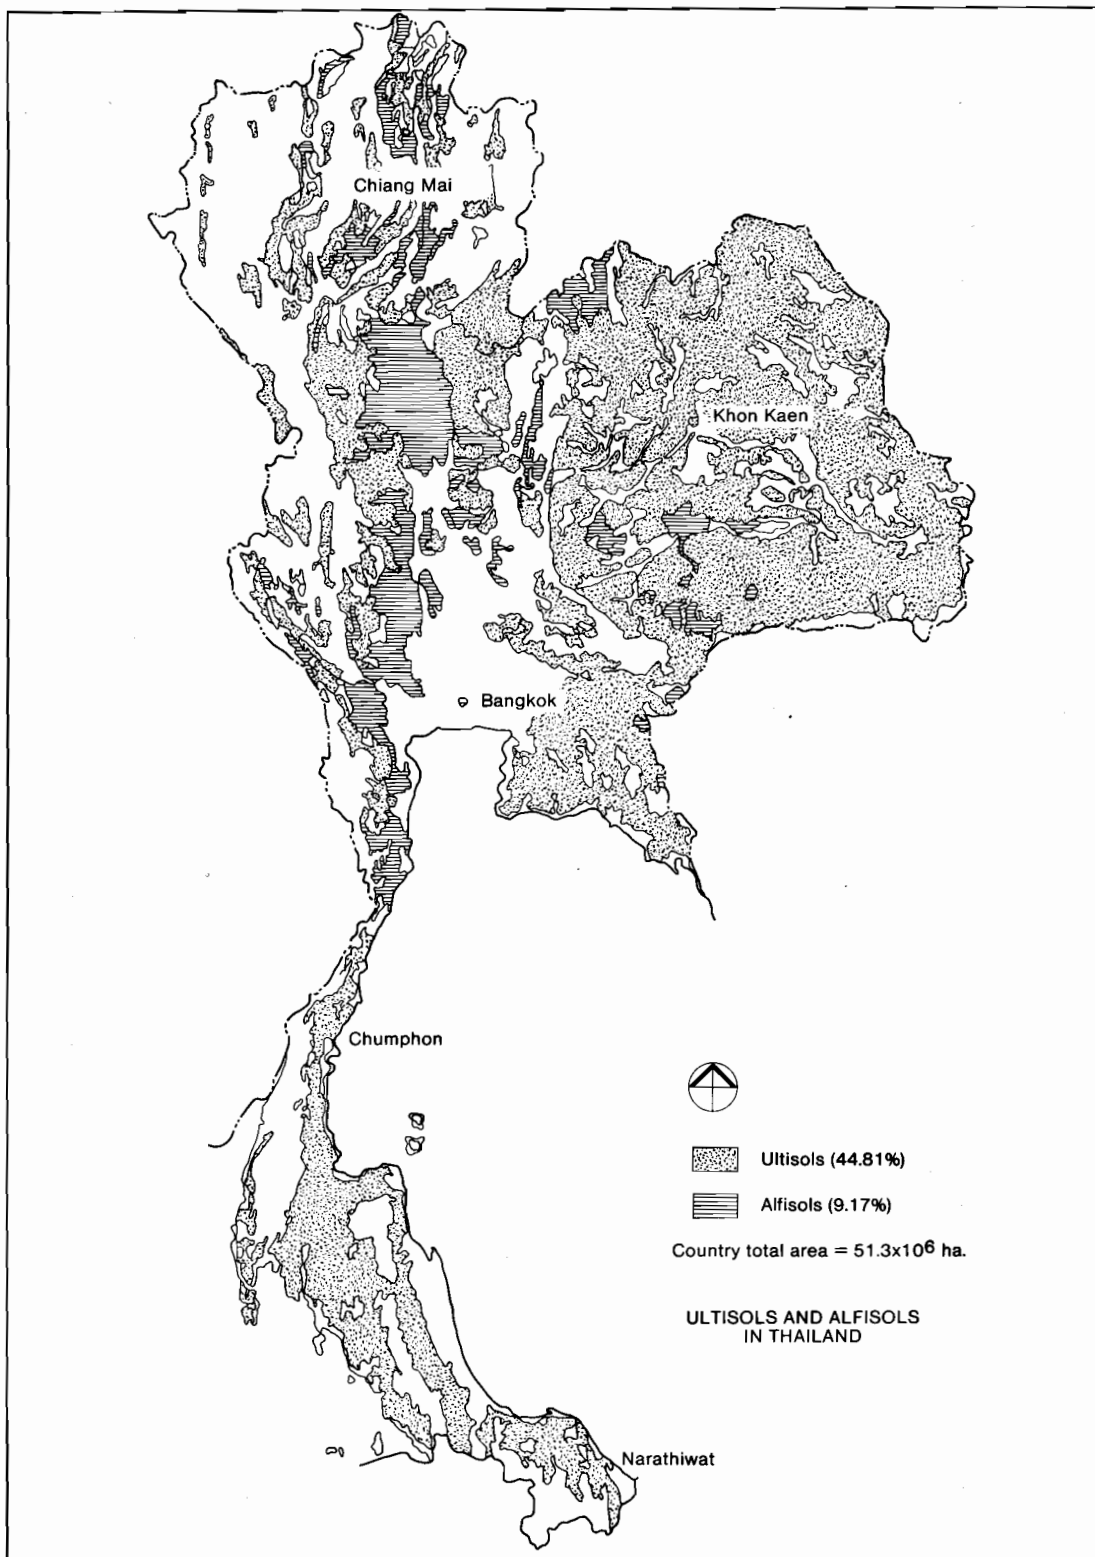 Chiang Mai
Khon Kaen
Bangkok
Chumphon
Ultisols (44.81%)
Alfisols (9.17%)
Country total area = 51.3x10⁶ ha.
ULTISOLS AND ALFISOLS
IN THAILAND
Narathiwat